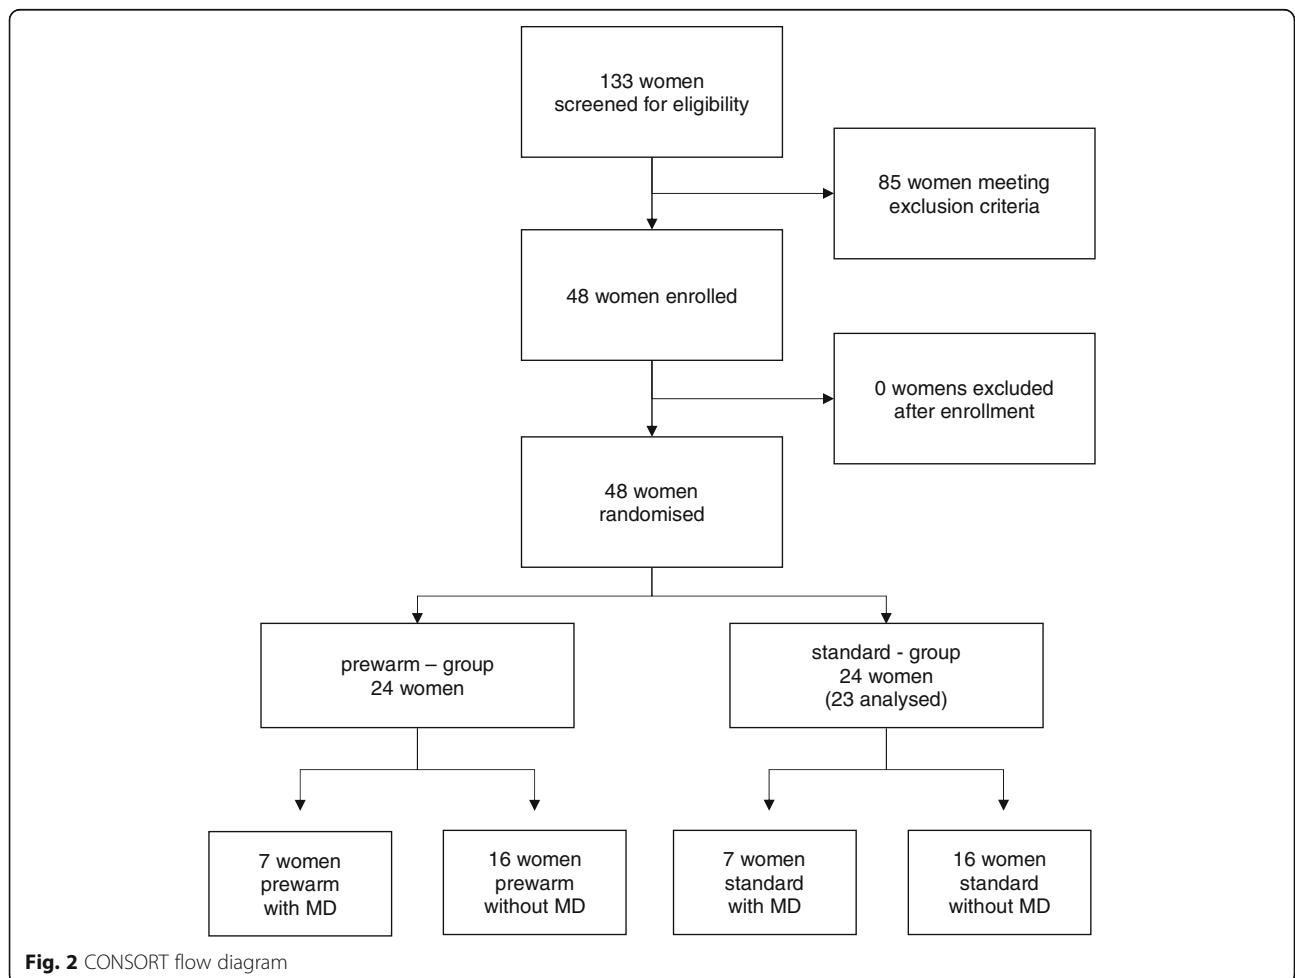 133 women
screened for eligibility
85 women meeting
exclusion criteria
48 women enrolled
0 womens excluded
after enrollment
48 women
randomised
prewarm – group
24 women
standard - group
24 women
(23 analysed)
7 women
prewarm
with MD
16 women
prewarm
without MD
7 women
standard
with MD
16 women
standard
without MD
Fig. 2 CONSORT flow diagram